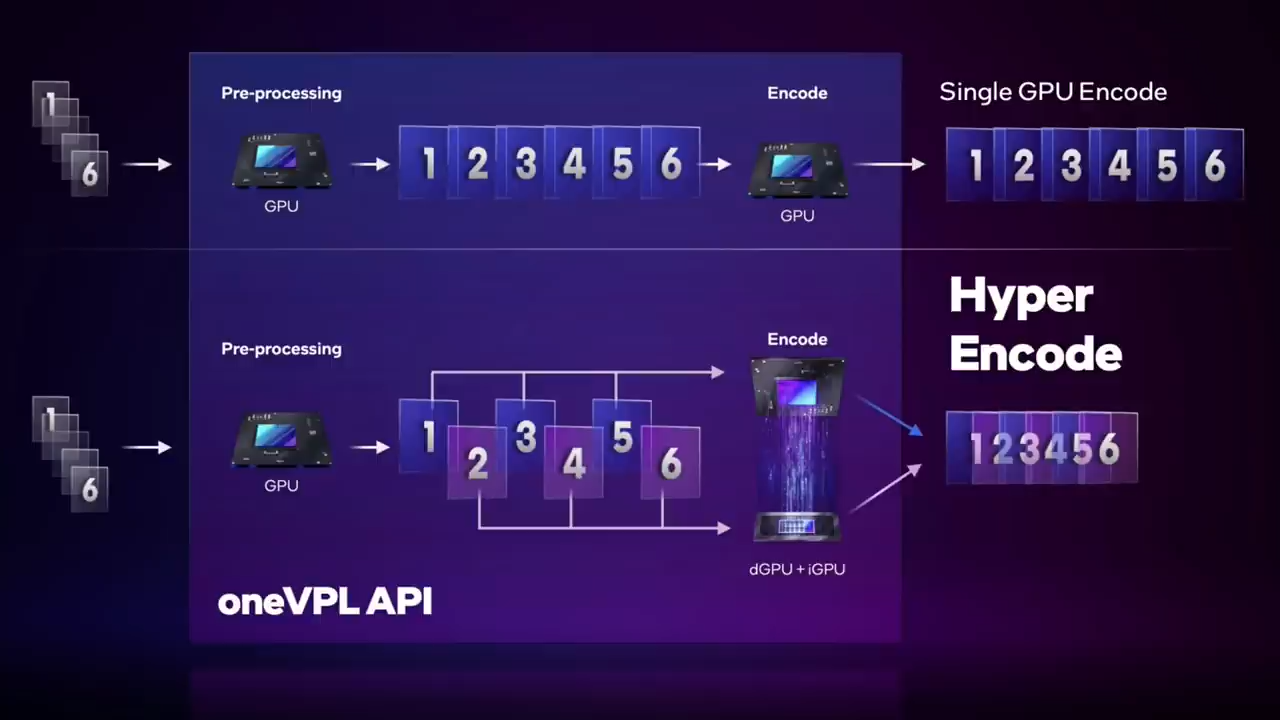 Pre-processing
Encode
Single GPU Encode
1
6
1 2 3 4 5 6
1 2 3 4 5 6
GPU
GPU
Hyper
Encode
Pre-processing
Encode
1
6
1 2 3 4 5 6
123456
GPU
dGPU + iGPU
oneVPL API